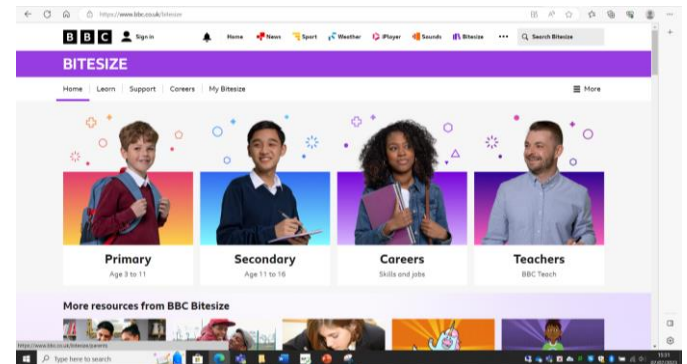 https://www.bbc.co.uk/bitesize
BBC Sign in Home News Sport Weather iPlayer Sounds Bitesize Search Bitesize
BITESIZE
Home Learn Support Careers My Bitesize More
Primary Secondary Careers Teachers
Age 3 to 11 Age 11 to 16 Skills and jobs BBC Teach
More resources from BBC Bitesize
https://www.bbc.co.uk/bitesize/parents
Type here to search 15:31